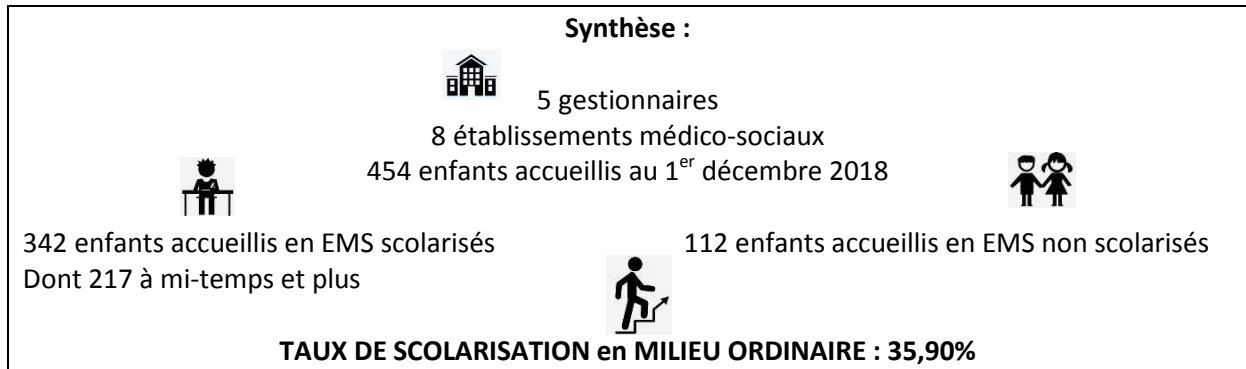 Synthèse :
5 gestionnaires
8 établissements médico-sociaux
454 enfants accueillis au 1er décembre 2018
342 enfants accueillis en EMS scolarisés
Dont 217 à mi-temps et plus
112 enfants accueillis en EMS non scolarisés
TAUX DE SCOLARISATION en MILIEU ORDINAIRE : 35,90%